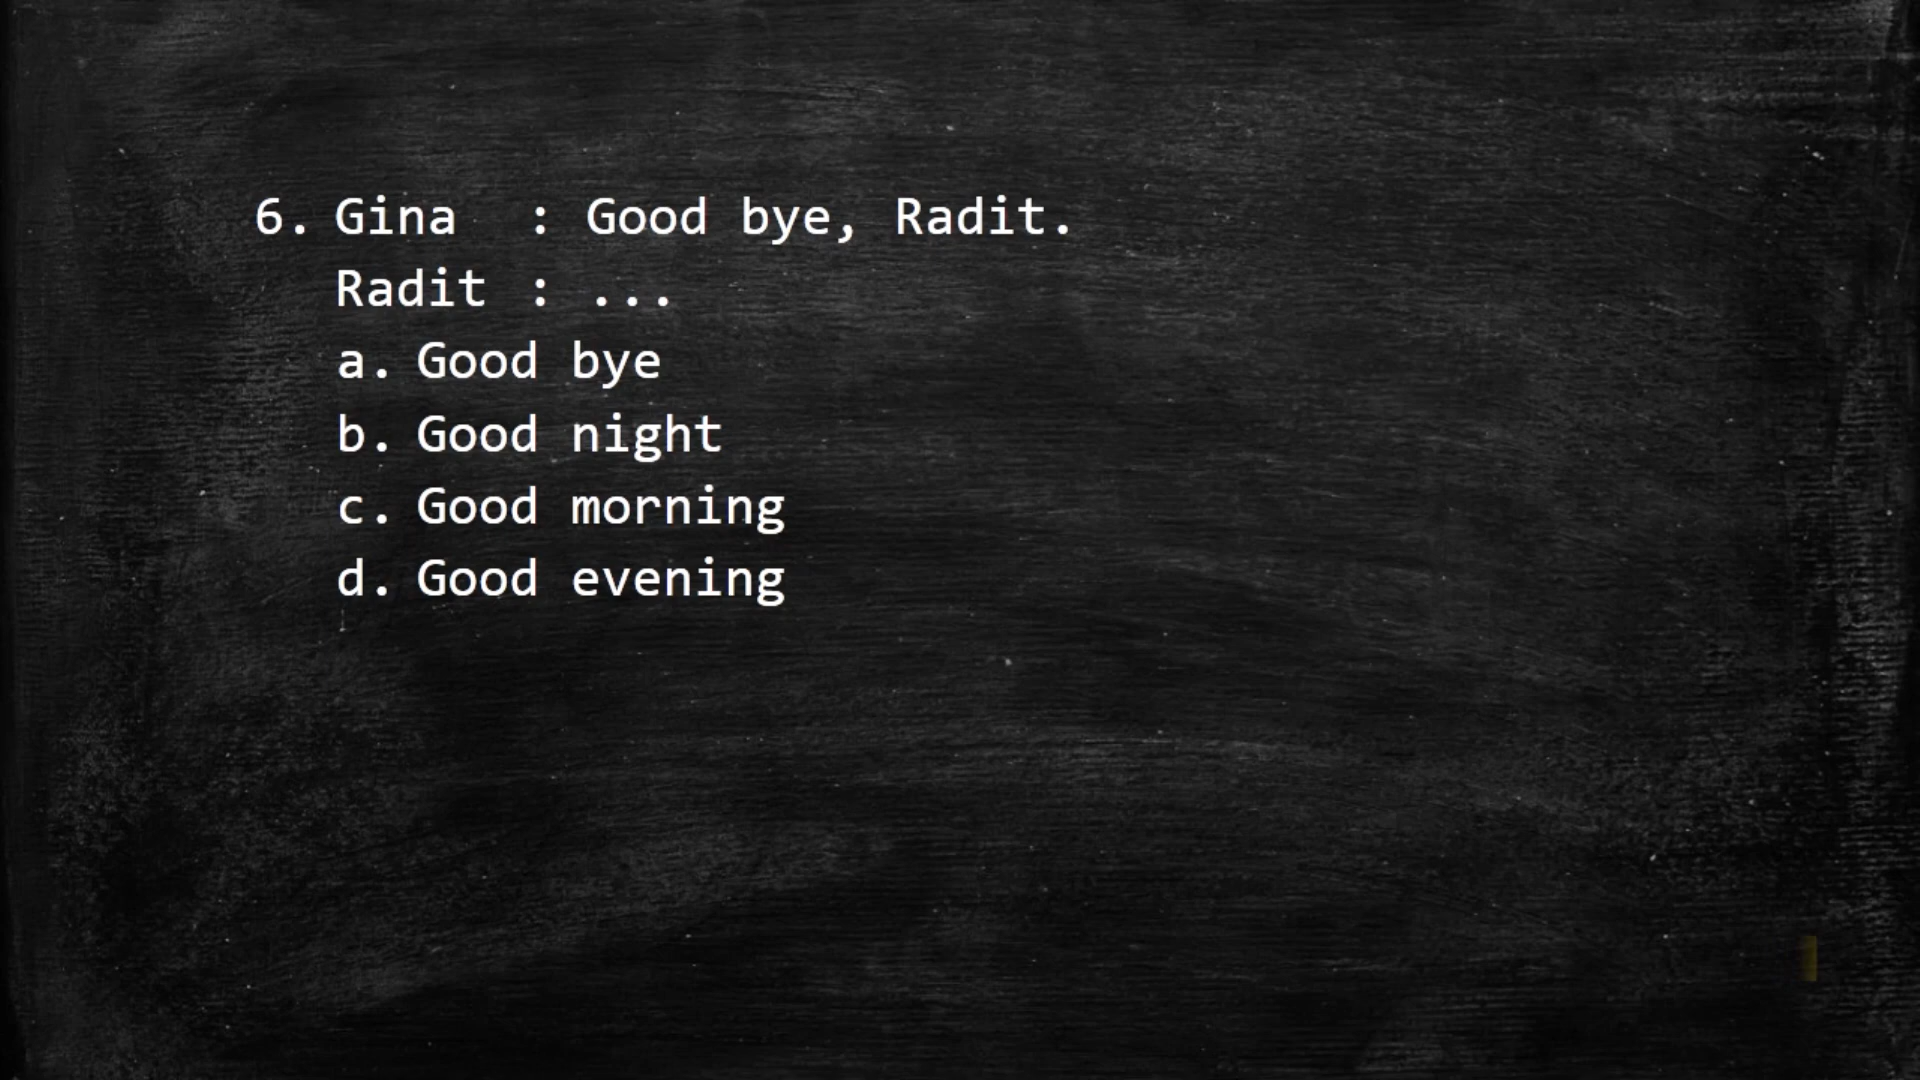 6. Gina : Good bye, Radit.
Radit : ...
a. Good bye
b. Good night
c. Good morning
d. Good evening